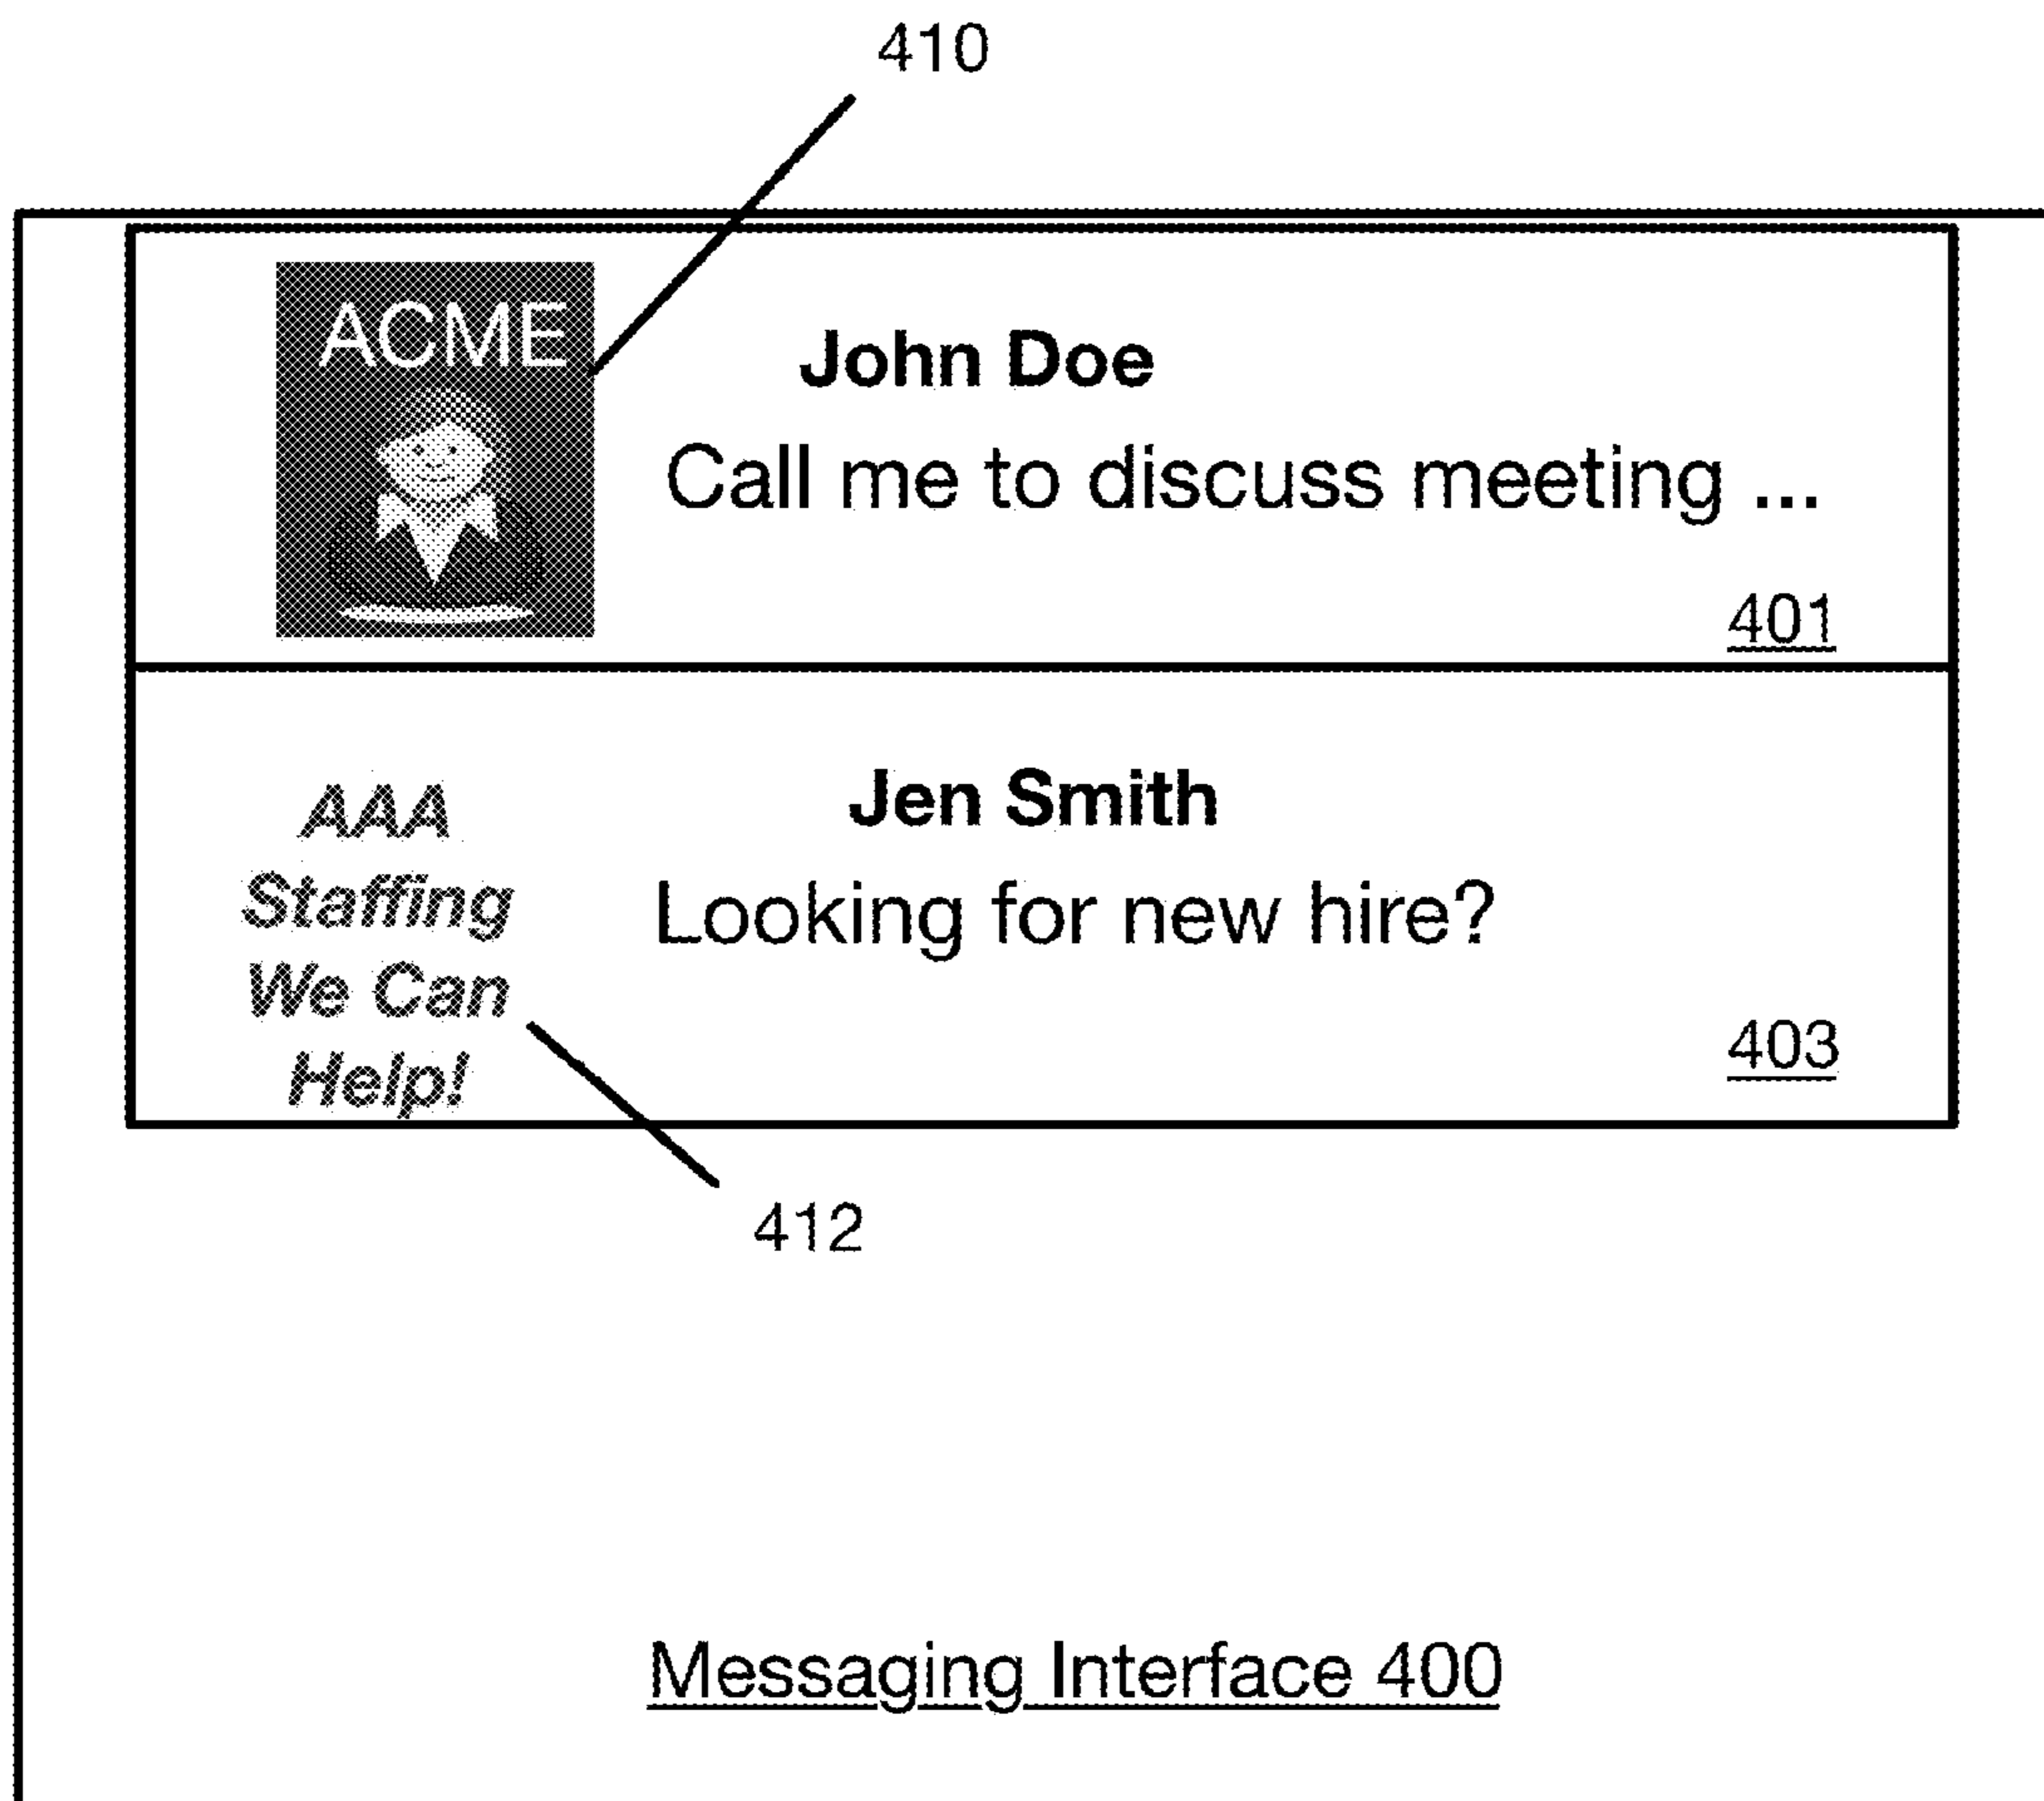 410
ACME
John Doe
Call me to discuss meeting ...
401
Jen Smith
Looking for new hire?
AAA
Staffing
We Can
Help!
403
412
Messaging Interface 400